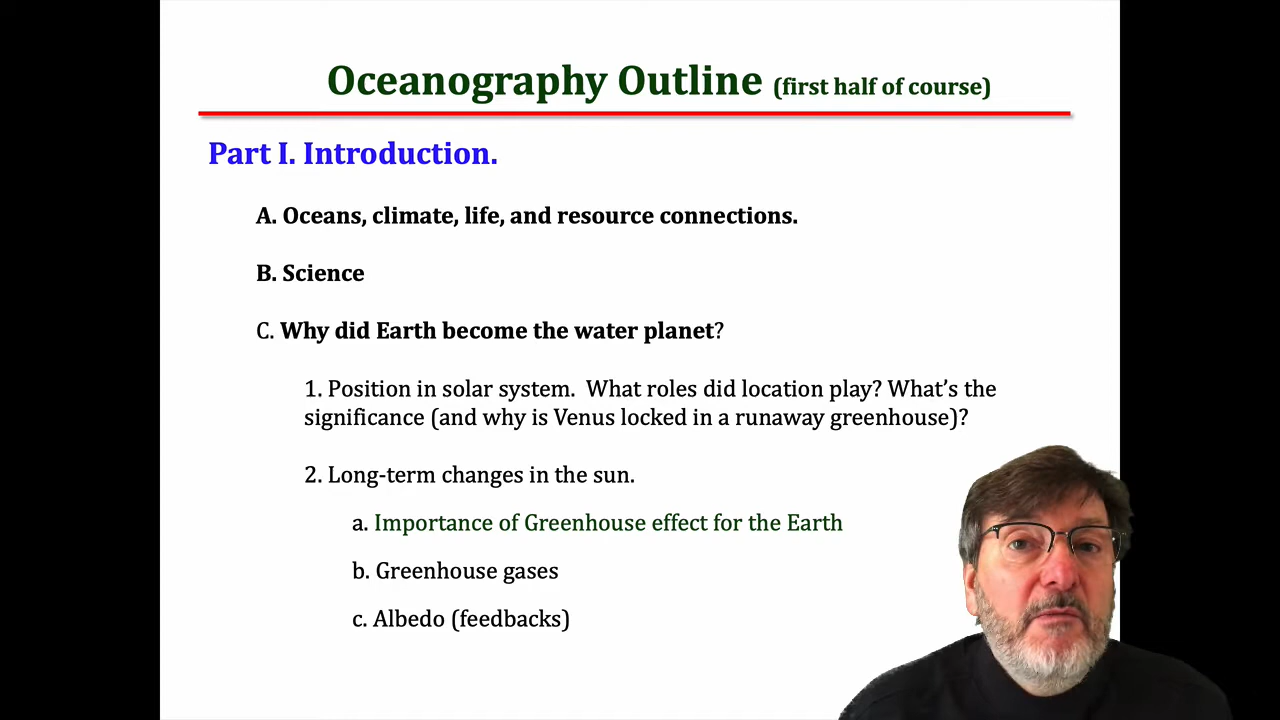 Oceanography Outline (first half of course)
Part I. Introduction.
A. Oceans, climate, life, and resource connections.
B. Science
C. Why did Earth become the water planet?
1. Position in solar system.  What roles did location play? What’s the
significance (and why is Venus locked in a runaway greenhouse)?
2. Long-term changes in the sun.
a. Importance of Greenhouse effect for the Earth
b. Greenhouse gases
c. Albedo (feedbacks)